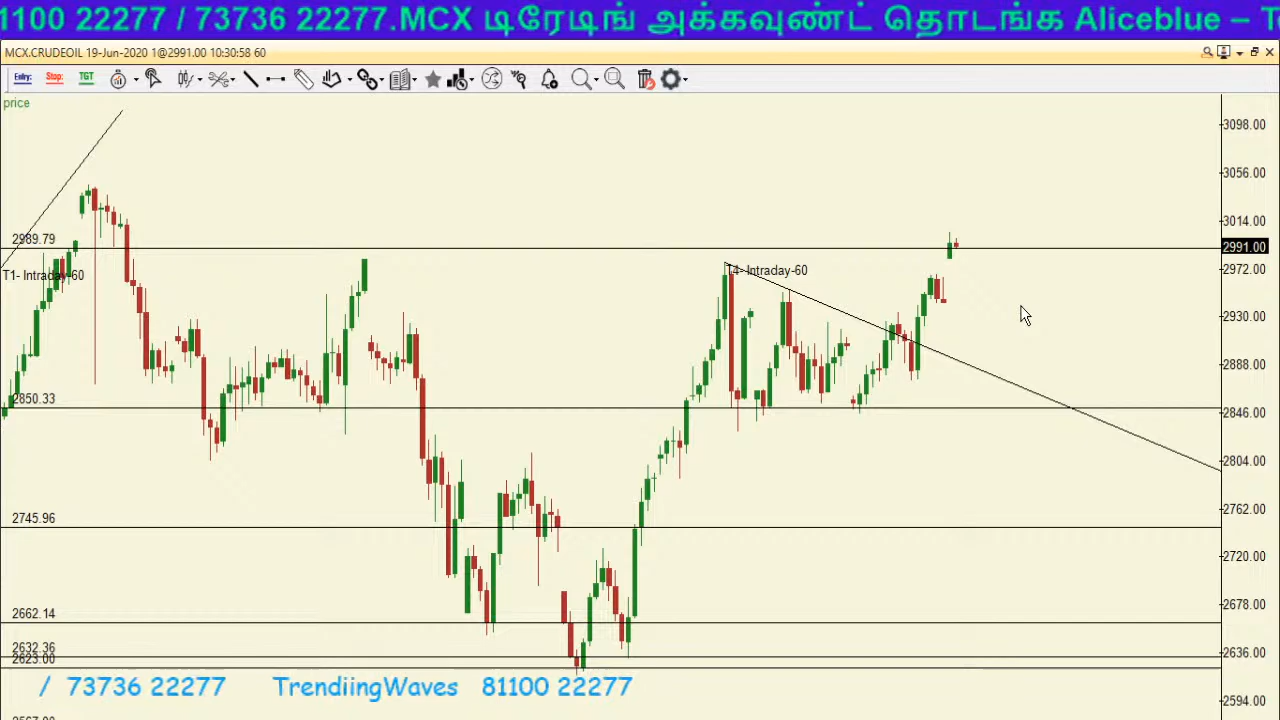 1100 22277 / 73736 22277.MCX டிரேடிங் அக்கவுண்ட் தொடங்க Aliceblue – T
MCX.CRUDEOIL 19-Jun-2020 1@2991.00 10:30:58 60
Entry: Stop: TGT
price
3098.00
3056.00
3014.00
2989.79
2991.00
T1- Intraday-60
T4- Intraday-60
2972.00
2930.00
2888.00
2850.33
2846.00
2804.00
2745.96
2762.00
2720.00
2662.14
2678.00
2632.36
2636.00
2623.00
/ 73736 22277 TrendiingWaves 81100 22277
2594.00